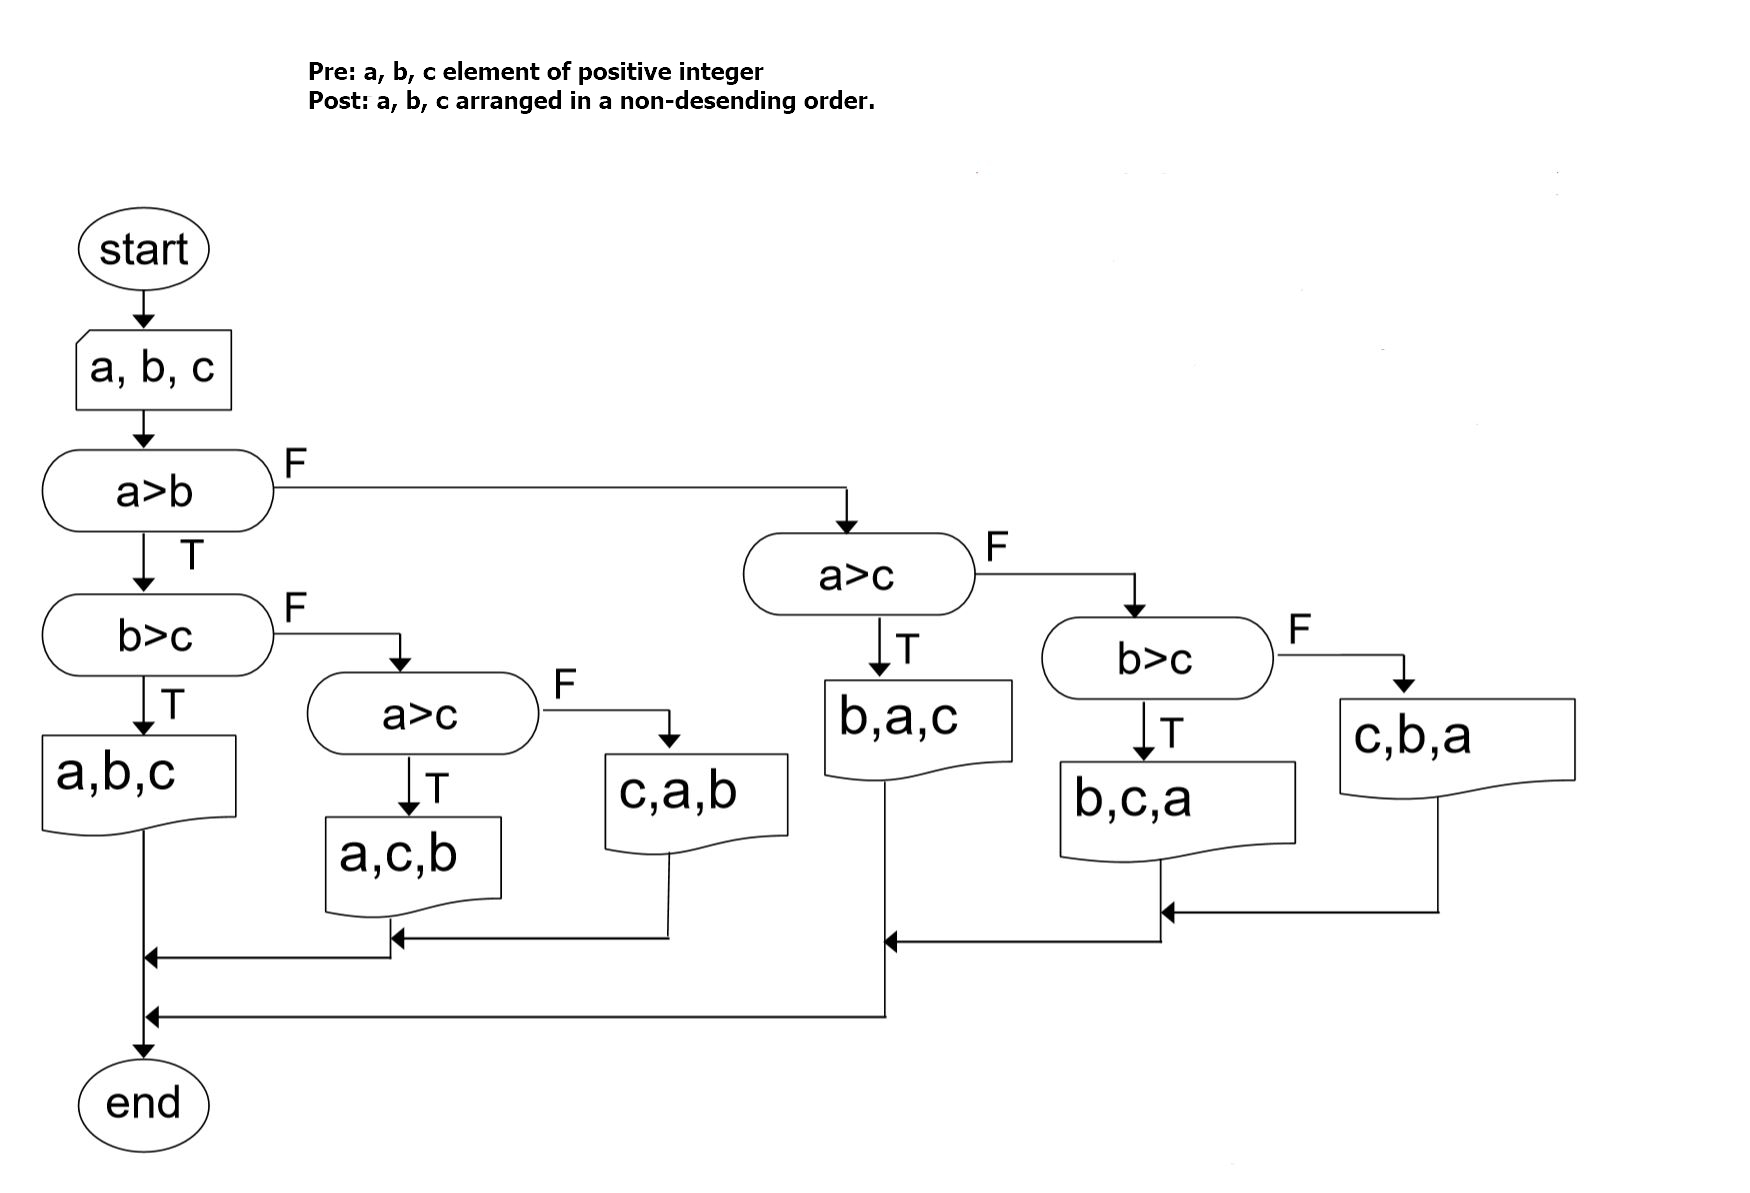 Pre: a, b, c element of positive integer
Post: a, b, c arranged in a non-desending order.
start
a, b, c
a>b
F
T
a>c
F
T
b>c
F
T
b>c
F
T
a>c
F
T
a,b,c
a,c,b
c,a,b
b,a,c
b,c,a
c,b,a
end